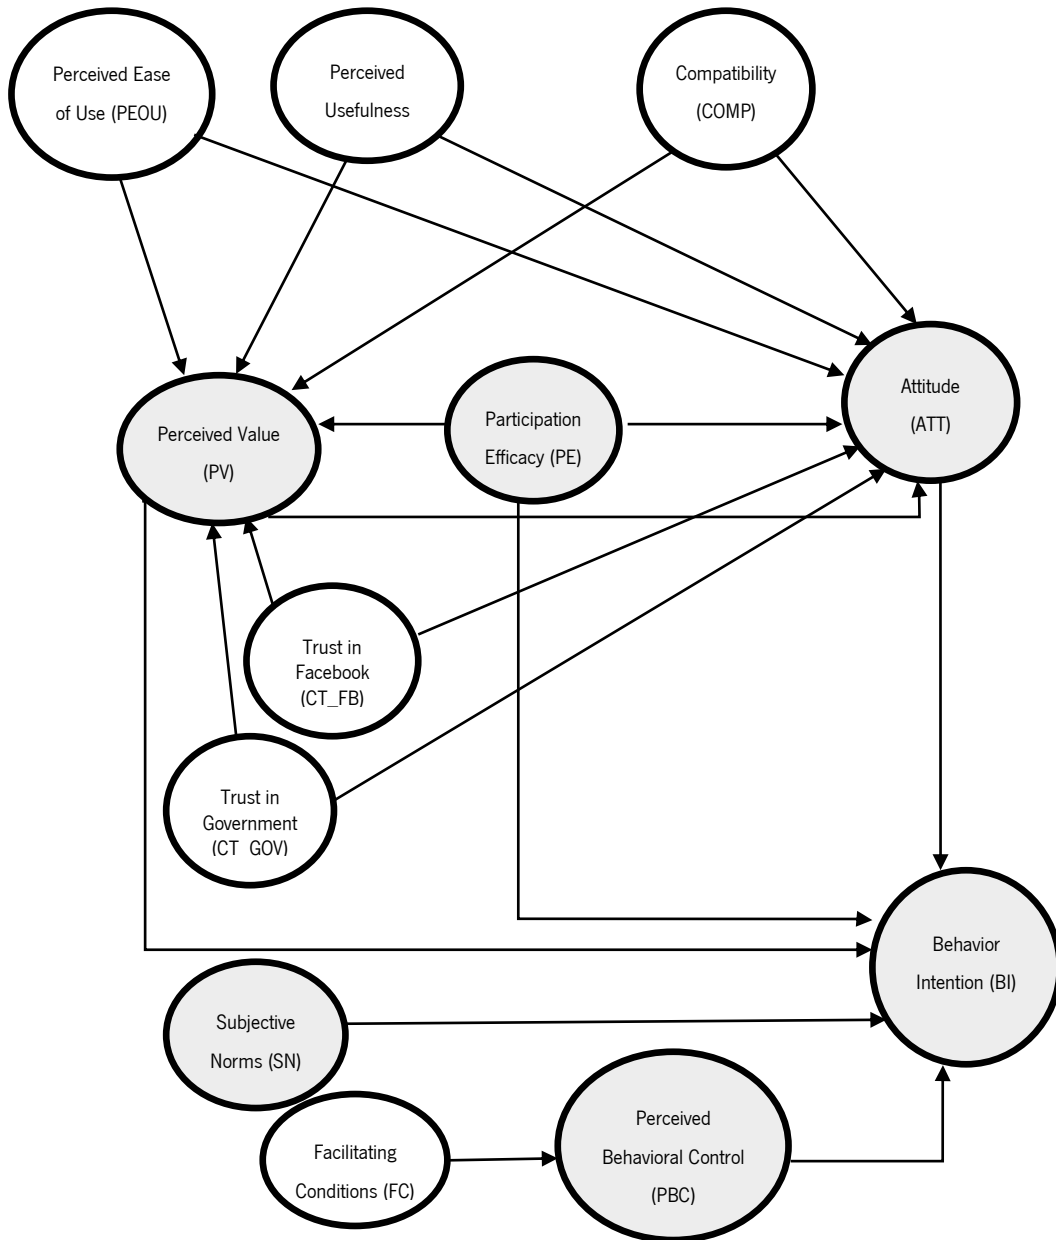 Perceived Ease
of Use (PEOU)
Perceived
Usefulness
Compatibility
(COMP)
Attitude
(ATT)
Participation
Efficacy (PE)
Perceived Value
(PV)
Trust in
Facebook
(CT_FB)
Trust in
Government
(CT GOV)
Behavior
Intention (BI)
Subjective
Norms (SN)
Perceived
Behavioral Control
(PBC)
Facilitating
Conditions (FC)